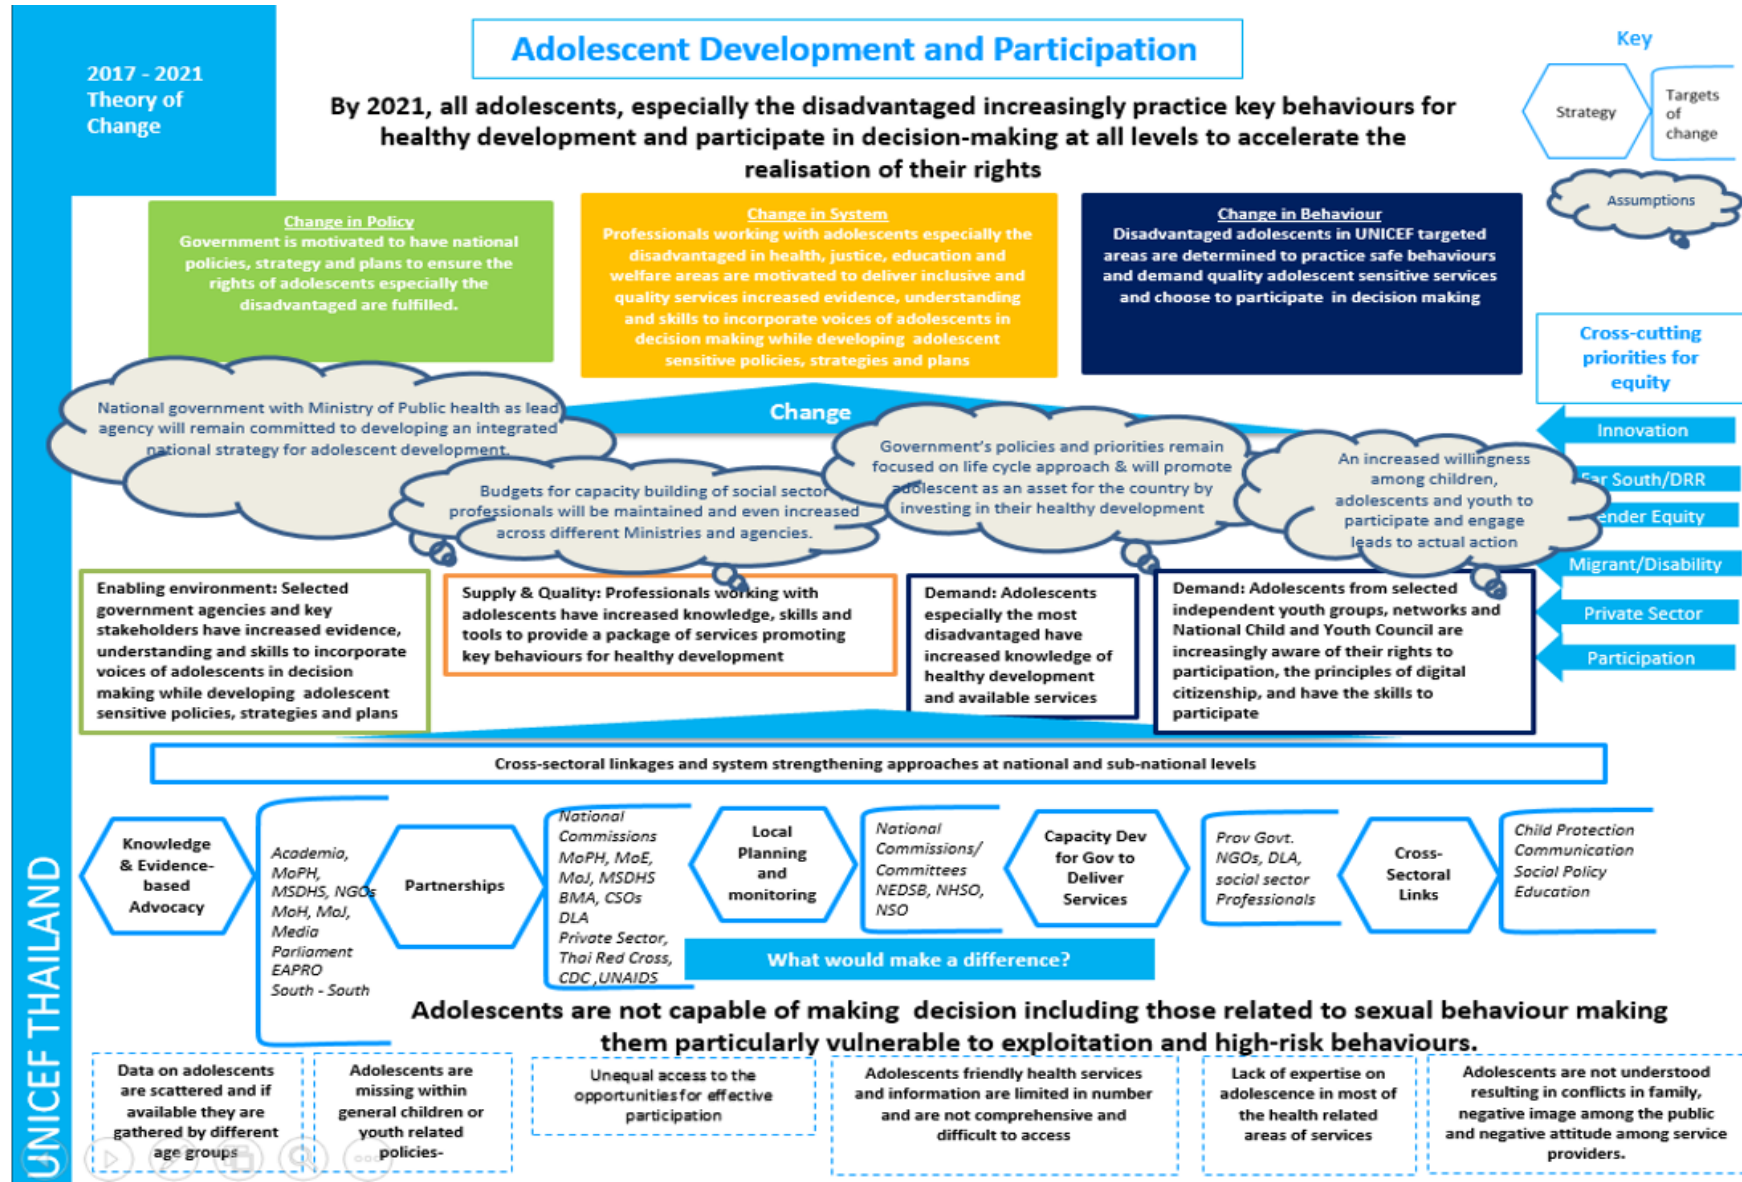 2017 - 2021
Theory of
Change
Adolescent Development and Participation
By 2021, all adolescents, especially the disadvantaged increasingly practice key behaviours for
healthy development and participate in decision-making at all levels to accelerate the
realisation of their rights
Key
Strategy
Targets
of
change
Assumptions
Change in Policy
Government is motivated to have national
policies, strategy and plans to ensure the
rights of adolescents especially the
disadvantaged are fulfilled.
Change in System
Professionals working with adolescents especially the
disadvantaged in health, justice, education and
welfare areas are motivated to deliver inclusive and
quality services increased evidence, understanding
and skills to incorporate voices of adolescents in
decision making while developing adolescent
sensitive policies, strategies and plans
Change in Behaviour
Disadvantaged adolescents in UNICEF targeted
areas are determined to practice safe behaviours
and demand quality adolescent sensitive services
and choose to participate in decision making
Cross-cutting
priorities for
equity
Innovation
Far South/DRR
ender Equity
Migrant/Disability
Private Sector
Participation
Change
National government with Ministry of Public health as lead
agency will remain committed to developing an integrated
national strategy for adolescent development.
Budgets for capacity building of social sector
professionals will be maintained and even increased
across different Ministries and agencies.
Government's policies and priorities remain
focused on life cycle approach & will promote
adolescent as an asset for the country by
investing in their healthy development
An increased willingness
among children,
adolescents and youth to
participate and engage
leads to actual action
Enabling environment: Selected
government agencies and key
stakeholders have increased evidence,
understanding and skills to incorporate
voices of adolescents in decision
making while developing adolescent
sensitive policies, strategies and plans
Supply & Quality: Professionals working with
adolescents have increased knowledge, skills and
tools to provide a package of services promoting
key behaviours for healthy development
Demand: Adolescents
especially the most
disadvantaged have
increased knowledge of
healthy development
and available services
Demand: Adolescents from selected
independent youth groups, networks and
National Child and Youth Council are
increasingly aware of their rights to
participation, the principles of digital
citizenship, and have the skills to
participate
Cross-sectoral linkages and system strengthening approaches at national and sub-national levels
Knowledge
& Evidence-
based
Advocacy
Academia,
MoPH,
MSDHS, NGOs
MoH, MoJ,
Media
Parliament
EAPRO
South - South
Partnerships
National
Commissions
MoPH, MoE,
MoJ, MSDHS
BMA, CSOs
DLA
Private Sector,
Thai Red Cross,
CDC ,UNAIDS
Local
Planning
and
monitoring
National
Commissions/
Committees
NEDSB, NHSO,
NSO
Capacity Dev
for Gov to
Deliver
Services
Prov Govt.
NGOs, DLA,
social sector
Professionals
Cross-
Sectoral
Links
Child Protection
Communication
Social Policy
Education
What would make a difference?
Adolescents are not capable of making decision including those related to sexual behaviour making
them particularly vulnerable to exploitation and high-risk behaviours.
Data on adolescents
are scattered and if
available they are
gathered by different
age groups
Adolescents are
missing within
general children or
youth related
policies-
Unequal access to the
opportunities for effective
participation
Adolescents friendly health services
and information are limited in number
and are not comprehensive and
difficult to access
Lack of expertise on
adolescence in most of
the health related
areas of services
Adolescents are not understood
resulting in conflicts in family,
negative image among the public
and negative attitude among service
providers.
UNICEF THAILAND